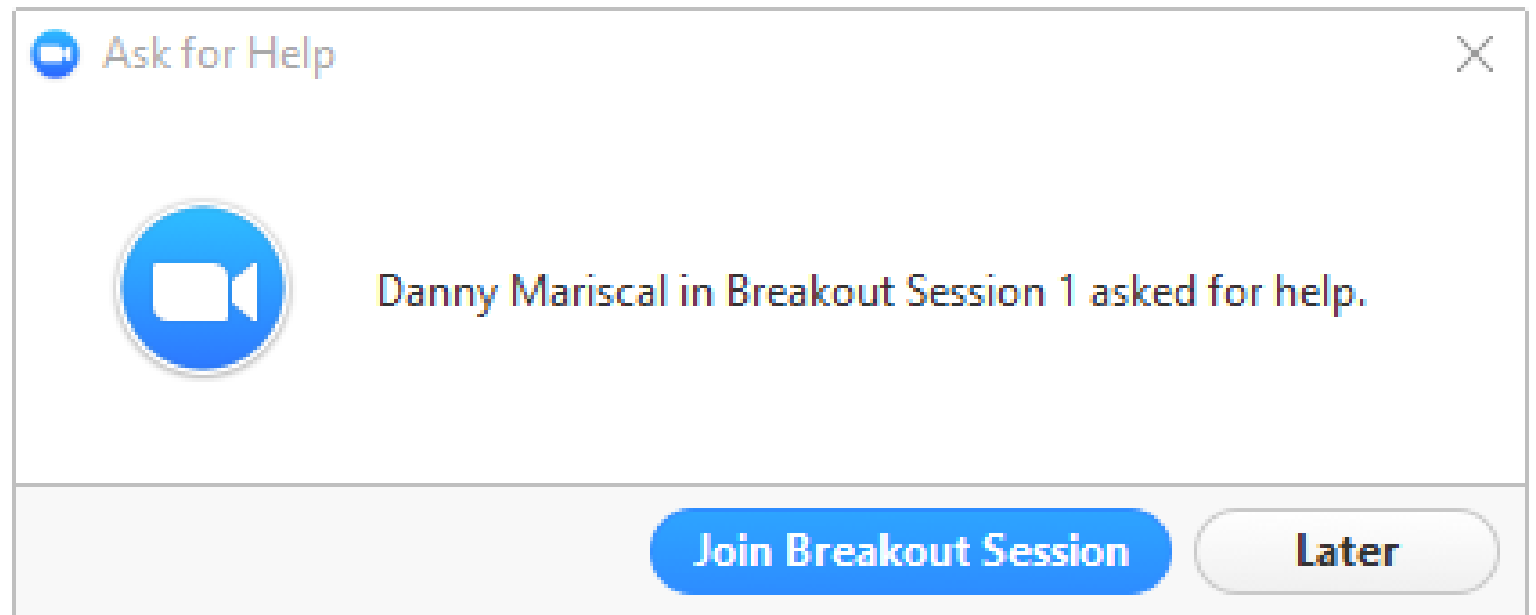 Ask for Help
Danny Mariscal in Breakout Session 1 asked for help.
Join Breakout Session
Later